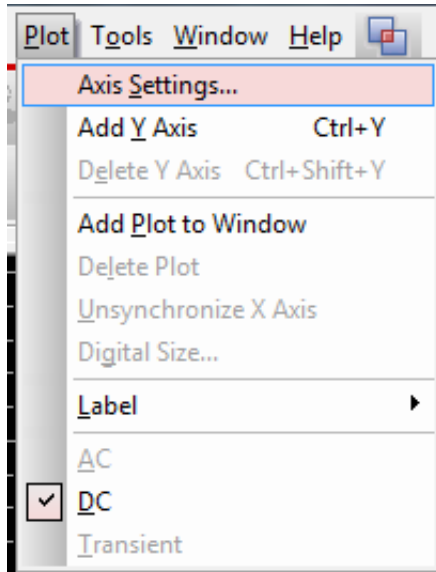 Plot Tools Window Help
Axis Settings...
Add Y Axis Ctrl+Y
Delete Y Axis Ctrl+Shift+Y
Add Plot to Window
Delete Plot
Unsynchronize X Axis
Digital Size...
Label
AC
DC
Transient